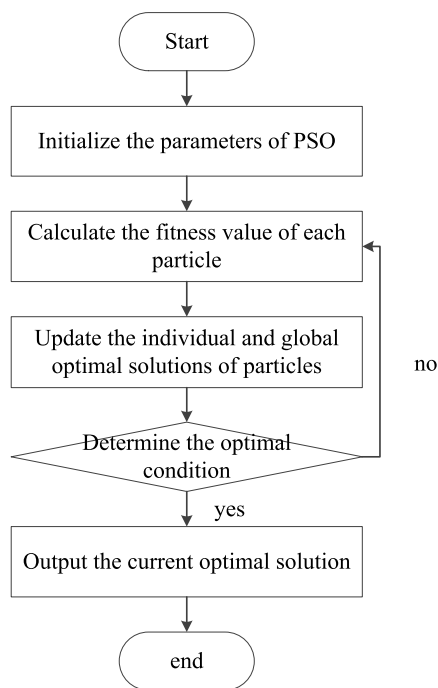 Start
Initialize the parameters of PSO
Calculate the fitness value of each
particle
Update the individual and global
optimal solutions of particles
no
Determine the optimal
condition
yes
Output the current optimal solution
end